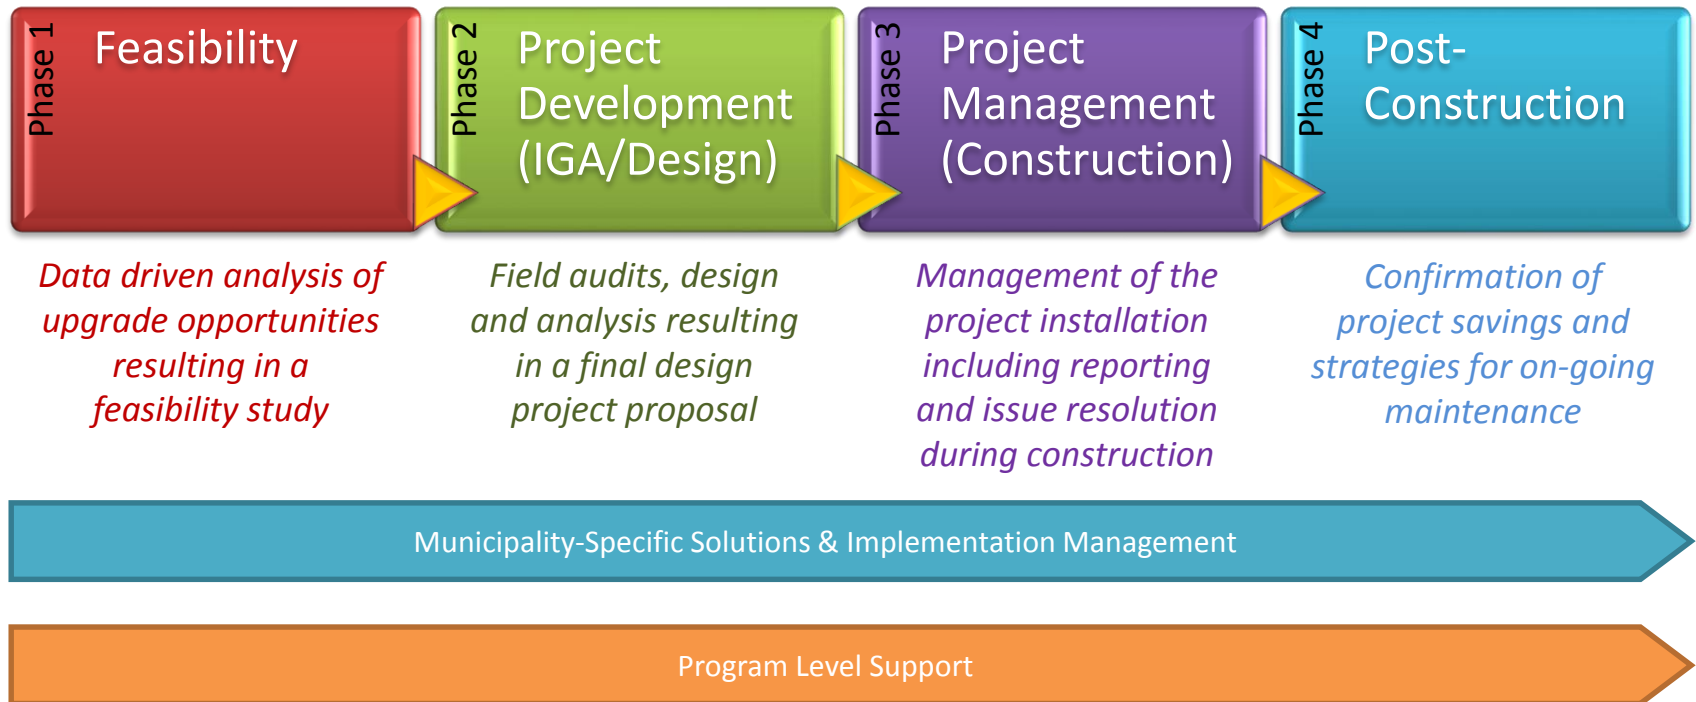 Phase 1
Feasibility
Phase 2
Project
Development
(IGA/Design)
Phase 3
Project
Management
(Construction)
Phase 4
Post-
Construction
Data driven analysis of
upgrade opportunities
resulting in a
feasibility study
Field audits, design
and analysis resulting
in a final design
project proposal
Management of the
project installation
including reporting
and issue resolution
during construction
Confirmation of
project savings and
strategies for on-going
maintenance
Municipality-Specific Solutions & Implementation Management
Program Level Support